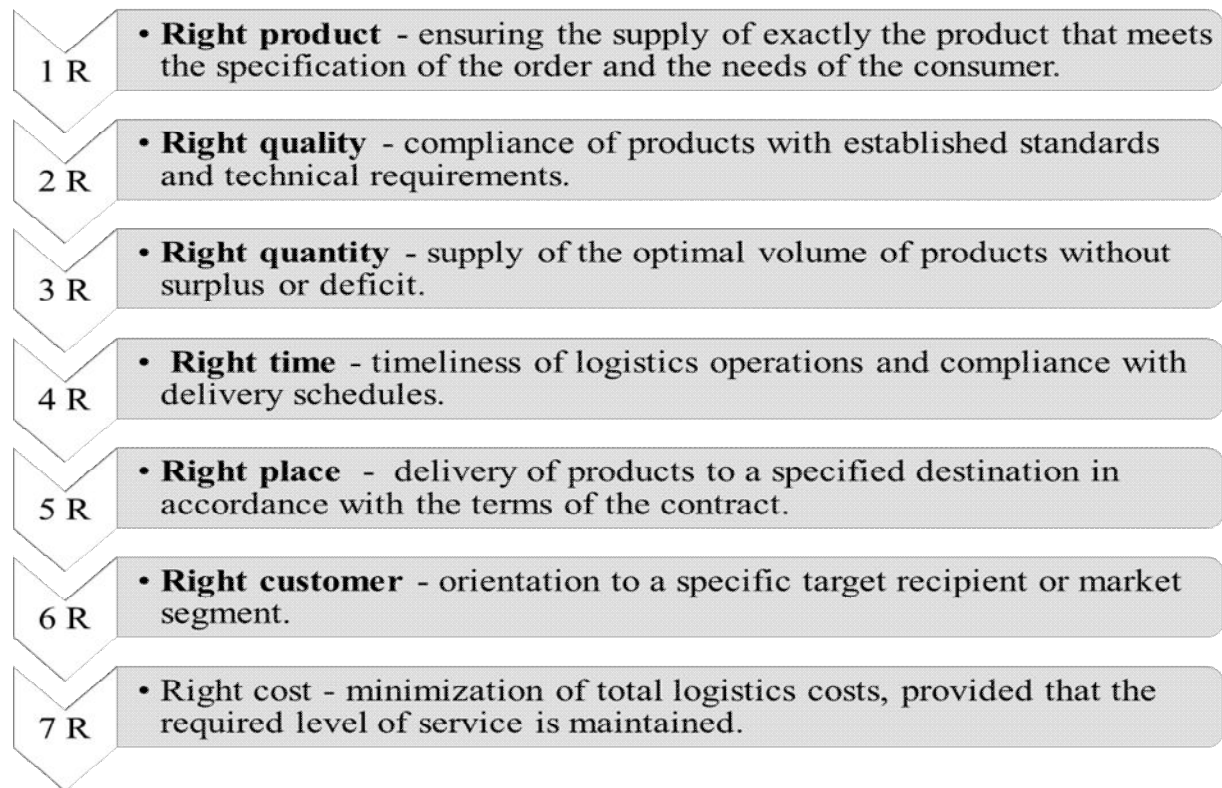 1 R
• Right product - ensuring the supply of exactly the product that meets
the specification of the order and the needs of the consumer.
2 R
• Right quality - compliance of products with established standards
and technical requirements.
3 R
• Right quantity - supply of the optimal volume of products without
surplus or deficit.
4 R
• Right time - timeliness of logistics operations and compliance with
delivery schedules.
5 R
• Right place - delivery of products to a specified destination in
accordance with the terms of the contract.
6 R
• Right customer - orientation to a specific target recipient or market
segment.
7 R
• Right cost - minimization of total logistics costs, provided that the
required level of service is maintained.